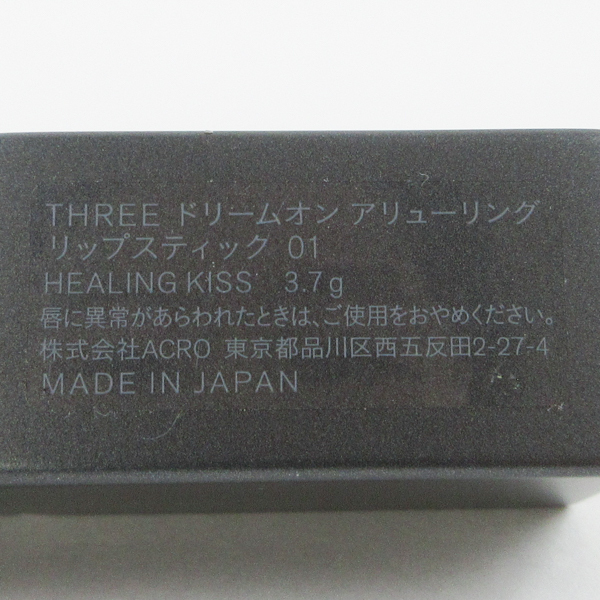 THREE ドリームオン アリューリング
リップスティック 01
HEALING KISS 3.7g
唇に異常があらわれたときは、ご使用をおやめください。
株式会社ACRO 東京都品川区西五反田2-27-4
MADE IN JAPAN